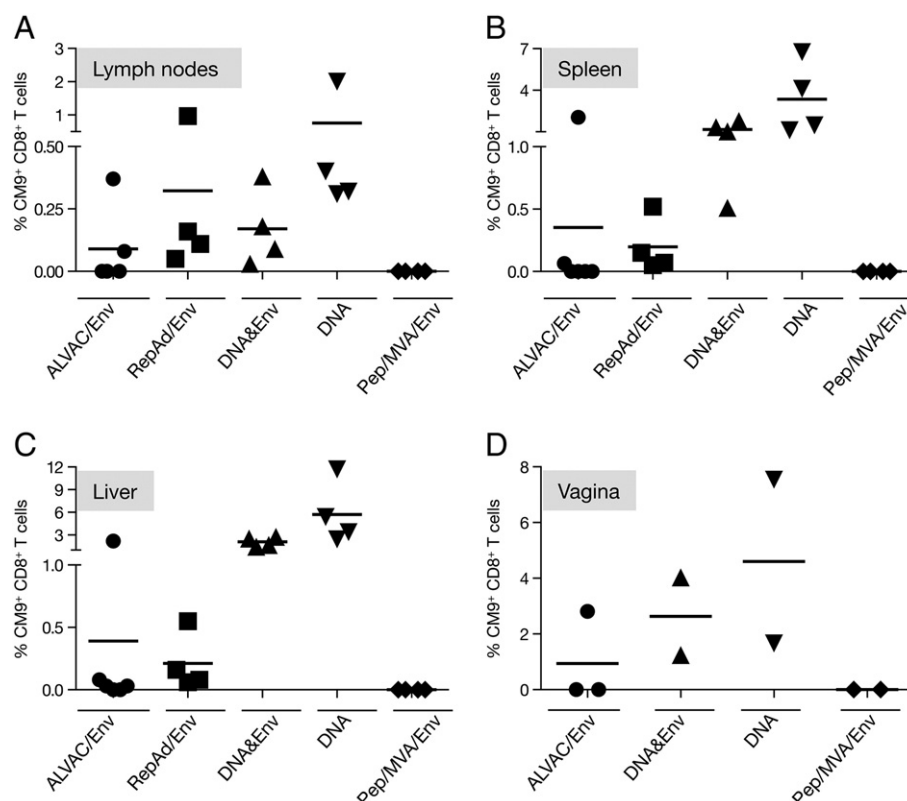 A
Lymph nodes
% CM9⁺ CD8⁺ T cells
3
2
1
0.50
0.25
0.00
ALVAC/Env
RepAd/Env
DNA&Env
DNA
Pep/MVA/Env
B
Spleen
% CM9⁺ CD8⁺ T cells
7
4
1.0
0.5
0.0
ALVAC/Env
RepAd/Env
DNA&Env
DNA
Pep/MVA/Env
C
Liver
% CM9⁺ CD8⁺ T cells
12
9
6
3
1.0
0.5
0.0
ALVAC/Env
RepAd/Env
DNA&Env
DNA
Pep/MVA/Env
D
Vagina
% CM9⁺ CD8⁺ T cells
8
6
4
2
0
ALVAC/Env
DNA&Env
DNA
Pep/MVA/Env